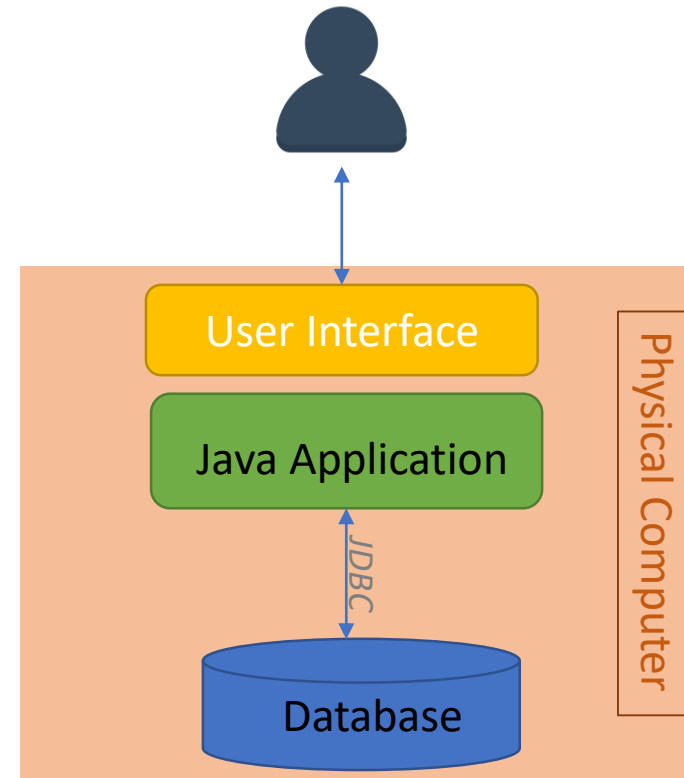 User Interface
Java Application
JDBC
Database
Physical Computer